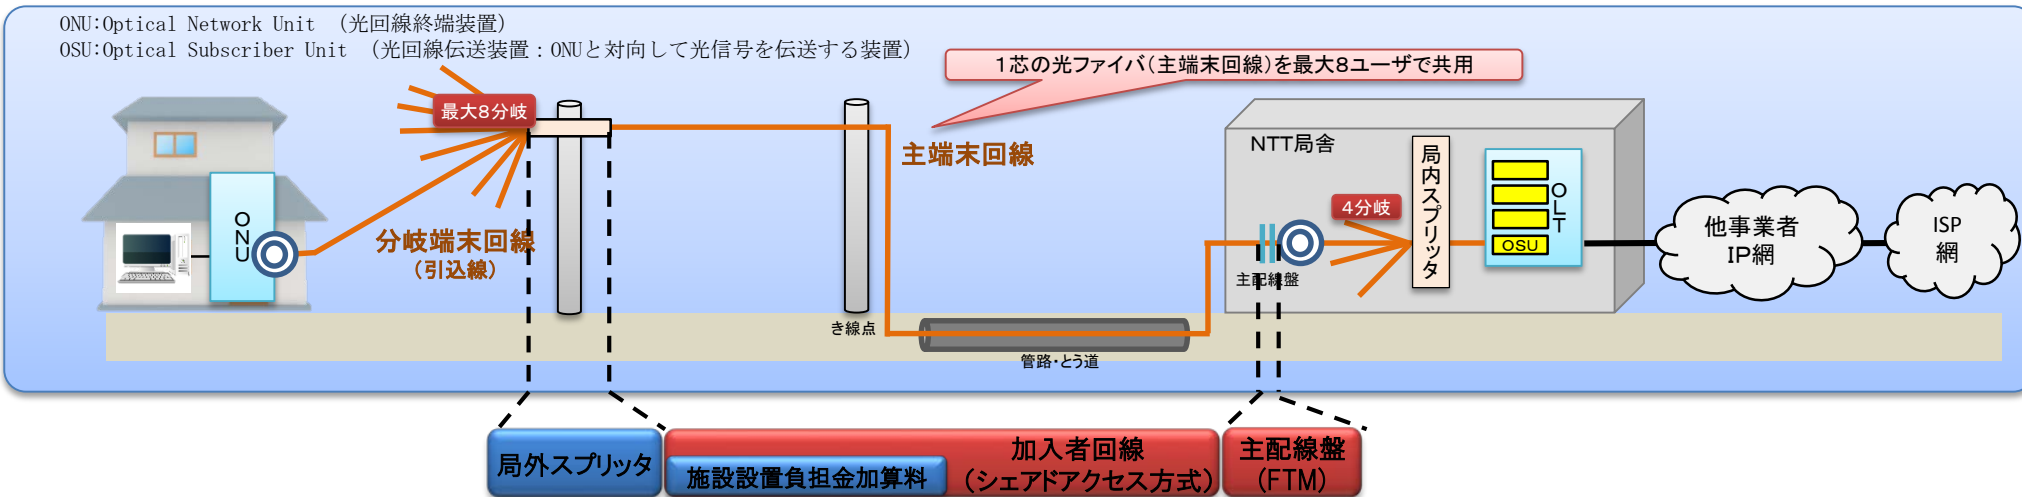 ONU:Optical Network Unit （光回線終端装置）
OSU:Optical Subscriber Unit （光回線伝送装置：ONUと対向して光信号を伝送する装置）
1芯の光ファイバ（主端末回線）を最大8ユーザで共用
最大8分岐
主端末回線
NTT局舎
局内スプリッタ
OLT
OSU
4分岐
ONU
分岐端末回線
（引込線）
他事業者
IP網
ISP
網
主配線盤
き線点
管路・とう道
局外スプリッタ
施設設置負担金加算料
加入者回線
（シェアドアクセス方式）
主配線盤
(FTM)